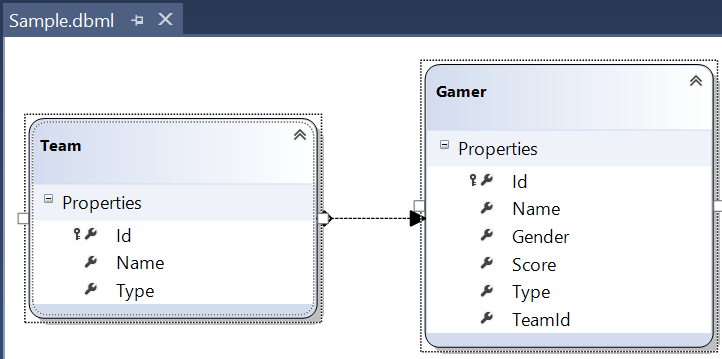 Sample.dbml
Team
Properties
Id
Name
Type
Gamer
Properties
Id
Name
Gender
Score
Type
TeamId